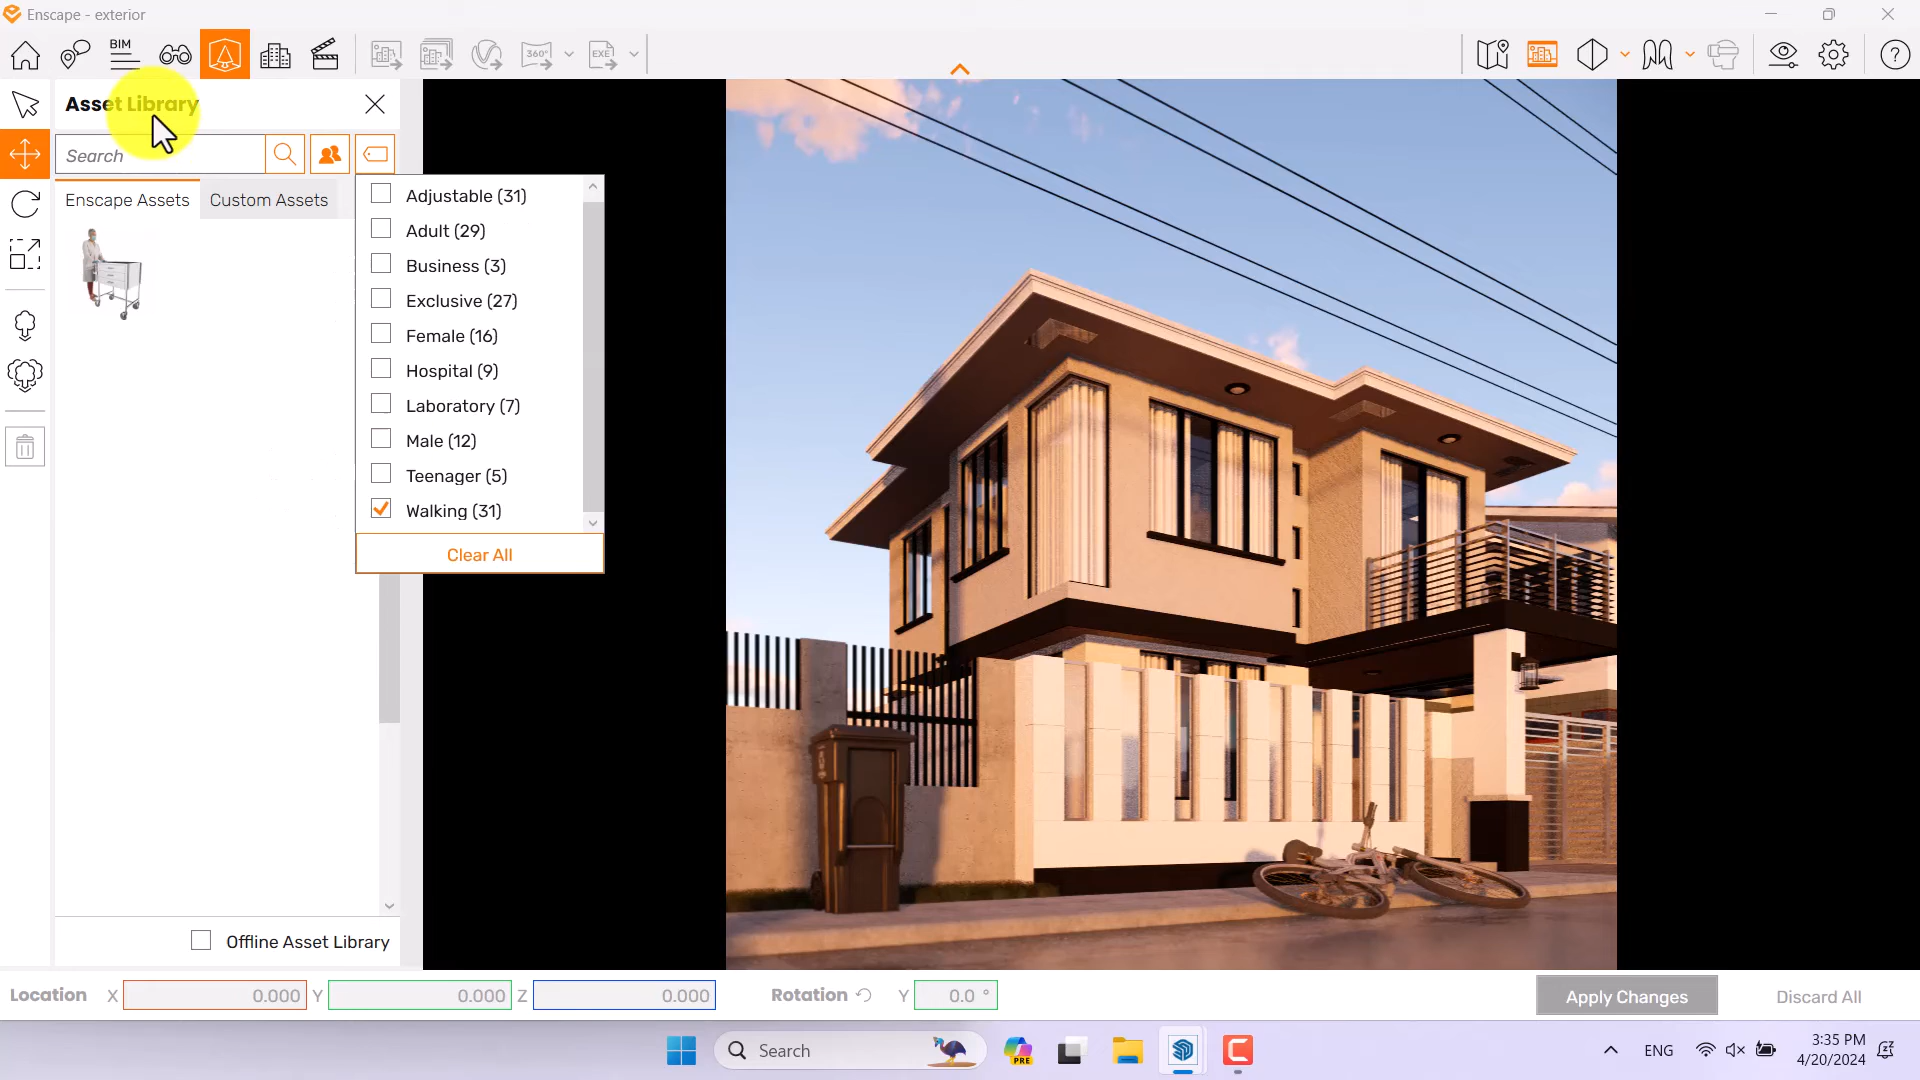 Enscape - exterior
BIM
360°
EXE
Asset Library
Search
Enscape Assets
Custom Assets
Adjustable (31)
Adult (29)
Business (3)
Exclusive (27)
Female (16)
Hospital (9)
Laboratory (7)
Male (12)
Teenager (5)
Walking (31)
Clear All
Offline Asset Library
Location X 0.000 Y 0.000 Z 0.000 Rotation Y 0.0 °
Apply Changes
Discard All
Search
PRE
ENG
3:35 PM
4/20/2024